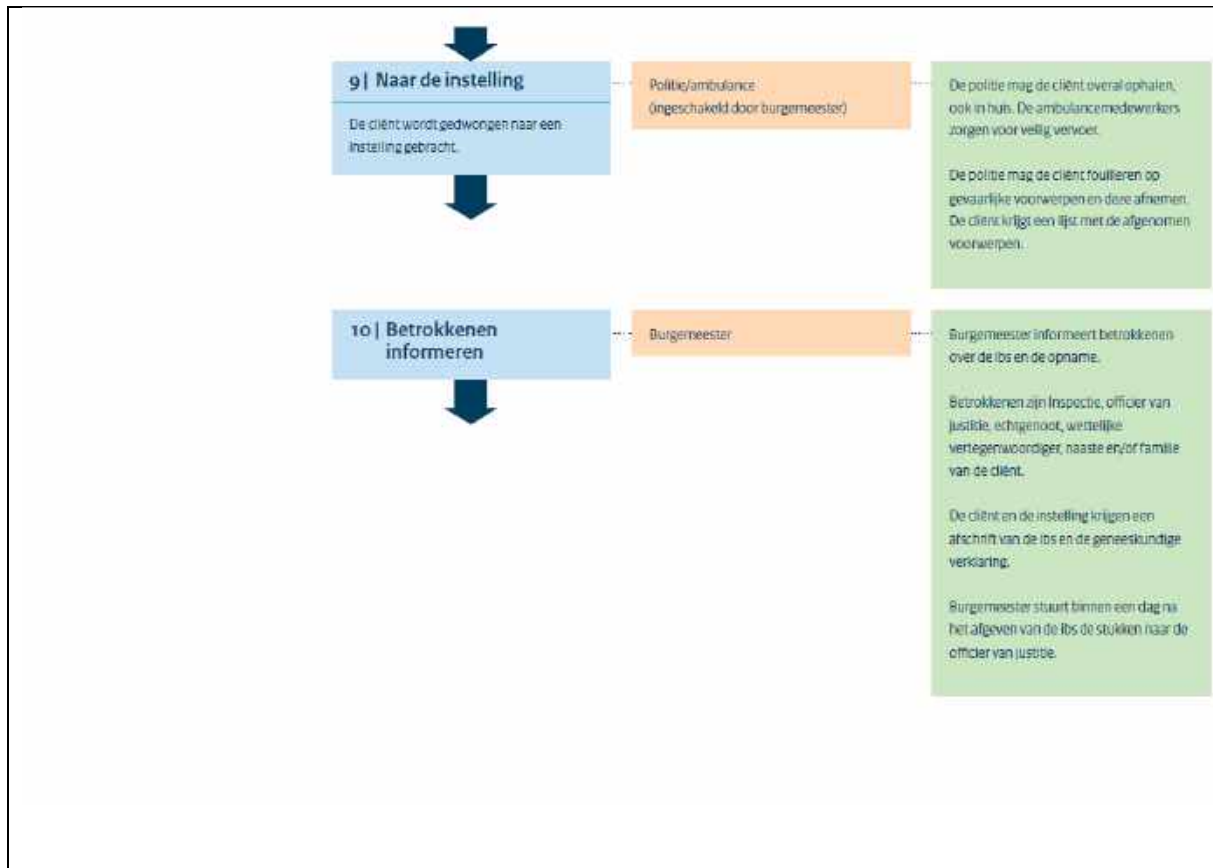 9| Naar de instelling
De cliënt wordt gedwongen naar een
instelling gebracht.
Politie/ambulance
(ingeschakeld door burgemeester)
De politie mag de cliënt overal ophalen,
ook in huis. De ambulancemedewerkers
zorgen voor veilig vervoer.
De politie mag de cliënt fouilleren op
gevaarlijke voorwerpen en deze afnemen.
De cliënt krijgt een lijst met de afgenomen
voorwerpen.
10| Betrokkenen
informeren
Burgemeester
Burgemeester informeert betrokkenen
over de ibs en de opname.
Betrokkenen zijn Inspectie, officier van
justitie, echtgenoot, wettelijke
vertegenwoordiger, naaste en/of familie
van de cliënt.
De cliënt en de instelling krijgen een
afschrift van de ibs en de geneeskundige
verklaring.
Burgemeester stuurt binnen een dag na
het afgeven van de ibs de stukken naar de
officier van justitie.